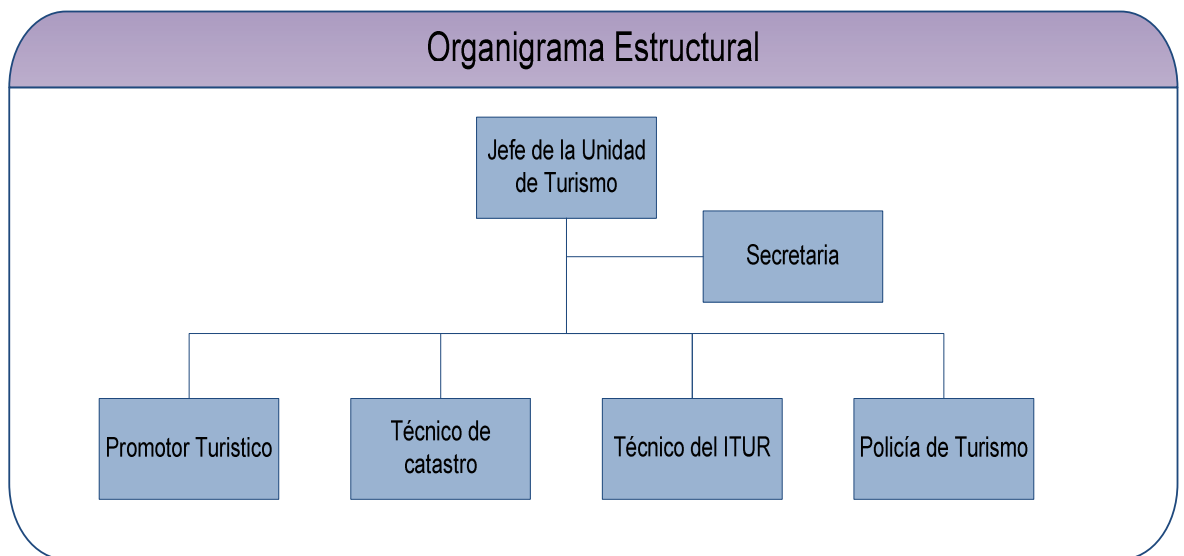 Organigrama Estructural
Jefe de la Unidad
de Turismo
Secretaria
Promotor Turistico
Técnico de
catastro
Técnico del ITUR
Policía de Turismo